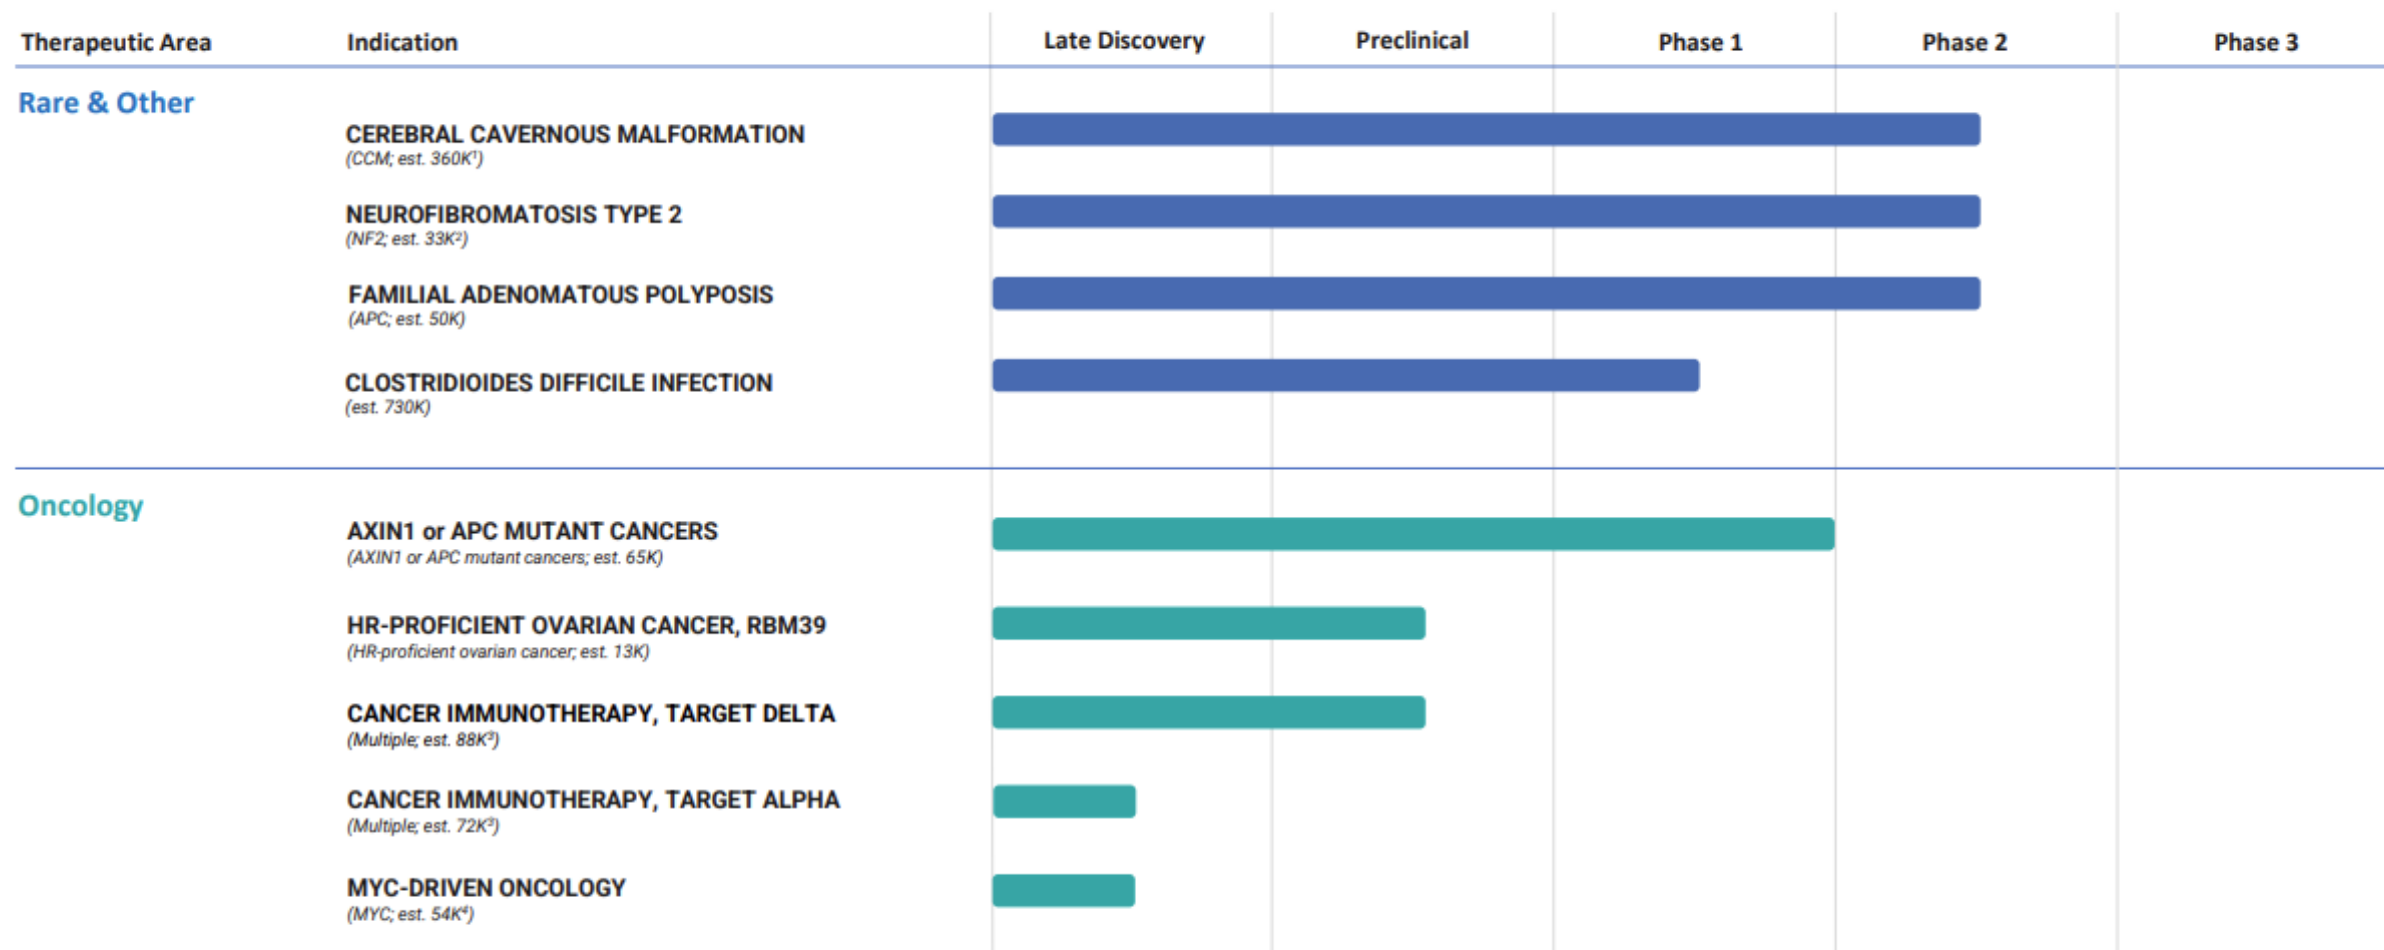 Therapeutic Area Indication Late Discovery Preclinical Phase 1 Phase 2 Phase 3
Rare & Other
CEREBRAL CAVERNOUS MALFORMATION
(CCM; est. 360K¹)
NEUROFIBROMATOSIS TYPE 2
(NF2; est. 33K²)
FAMILIAL ADENOMATOUS POLYPOSIS
(APC; est. 50K)
CLOSTRIDIOIDES DIFFICILE INFECTION
(est. 730K)
Oncology
AXIN1 or APC MUTANT CANCERS
(AXIN1 or APC mutant cancers; est. 65K)
HR-PROFICIENT OVARIAN CANCER, RBM39
(HR-proficient ovarian cancer; est. 13K)
CANCER IMMUNOTHERAPY, TARGET DELTA
(Multiple; est. 88K³)
CANCER IMMUNOTHERAPY, TARGET ALPHA
(Multiple; est. 72K³)
MYC-DRIVEN ONCOLOGY
(MYC; est. 54K⁴)